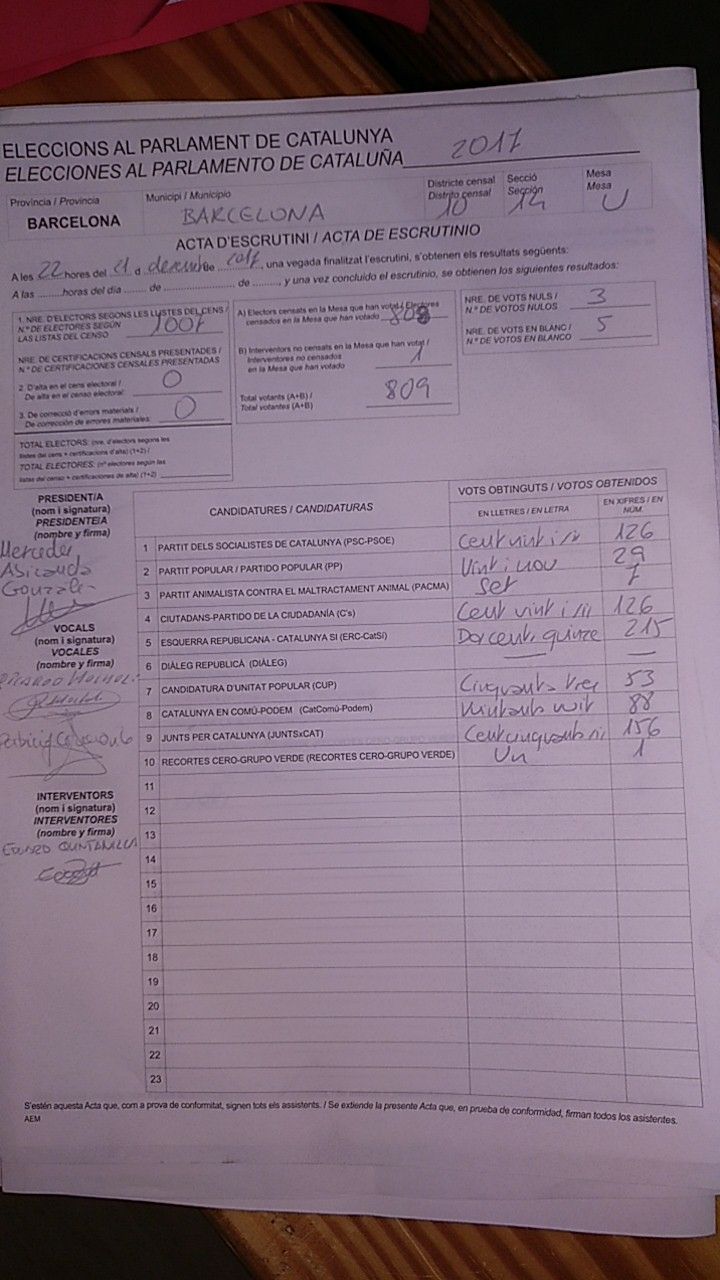 ELECCIONS AL PARLAMENT DE CATALUNYA
ELECCIONES AL PARLAMENTO DE CATALUÑA 2017
Província / Provincia
BARCELONA
Municipi / Municipio
BARCELONA
Districte censal
Distrito censal
10
Secció
Sección
14
Mesa
Mesa
U
ACTA D'ESCRUTINI / ACTA DE ESCRUTINIO
A les 22 hores del 21 d desembre 2017, una vegada finalitzat l'escrutini, s'obtenen els resultats següents:
A las ........horas del día ....... de .................... de ........, y una vez concluido el escrutinio, se obtienen los siguientes resultados:
1. NRE. D'ELECTORS SEGONS LES LLISTES DEL CENS /
N.º DE ELECTORES SEGÚN
LAS LISTAS DEL CENSO 1007
NRE. DE CERTIFICACIONS CENSALS PRESENTADES /
N.º DE CERTIFICACIONES CENSALES PRESENTADAS
2. D'alta en el cens electoral /
De alta en el censo electoral: 0
3. De correcció d'errors materials /
De corrección de errores materiales: 0
TOTAL ELECTORS: (nre. d'electors segons les
llistes del cens + certificacions d'alta) (1+2) /
TOTAL ELECTORES: (nº electores según las
listas del censo + certificaciones de alta) (1+2)
A) Electors censats en la Mesa que han votat / Electores
censados en la Mesa que han votado 808
B) Interventors no censats en la Mesa que han votat /
Interventores no censados
en la Mesa que han votado 1
Total votants (A+B) /
Total votantes (A+B) 809
NRE. DE VOTS NULS /
N.º DE VOTOS NULOS 3
NRE. DE VOTS EN BLANC /
N.º DE VOTOS EN BLANCO 5
PRESIDENT/A
(nom i signatura)
PRESIDENTE/A
(nombre y firma)
Mercedes
VOCALS
(nom i signatura)
VOCALES
(nombre y firma)
INTERVENTORS
(nom i signatura)
INTERVENTORES
(nombre y firma)
QUINTANILLA
CANDIDATURES / CANDIDATURAS
VOTS OBTINGUTS / VOTOS OBTENIDOS
EN LLETRES / EN LETRA
EN XIFRES / EN NÚM.
1 PARTIT DELS SOCIALISTES DE CATALUNYA (PSC-PSOE) Cent vint i sis 126
2 PARTIT POPULAR / PARTIDO POPULAR (PP) Vint i nou 29
3 PARTIT ANIMALISTA CONTRA EL MALTRACTAMENT ANIMAL (PACMA) Set 7
4 CIUTADANS-PARTIDO DE LA CIUDADANÍA (C's) Cent vint i sis 126
5 ESQUERRA REPUBLICANA - CATALUNYA SÍ (ERC-CatSí) Doscents quinze 215
6 DIÀLEG REPUBLICÀ (DIÀLEG) — —
7 CANDIDATURA D'UNITAT POPULAR (CUP) Cinquanta tres 53
8 CATALUNYA EN COMÚ-PODEM (CatComú-Podem) Vuitanta vuit 88
9 JUNTS PER CATALUNYA (JUNTSxCAT) Cent cinquanta sis 156
10 RECORTES CERO-GRUPO VERDE (RECORTES CERO-GRUPO VERDE) Un 1
11
12
13
14
15
16
17
18
19
20
21
22
23
S'estén aquesta Acta que, com a prova de conformitat, signen tots els assistents. / Se extiende la presente Acta que, en prueba de conformidad, firman todos los asistentes.
AEM